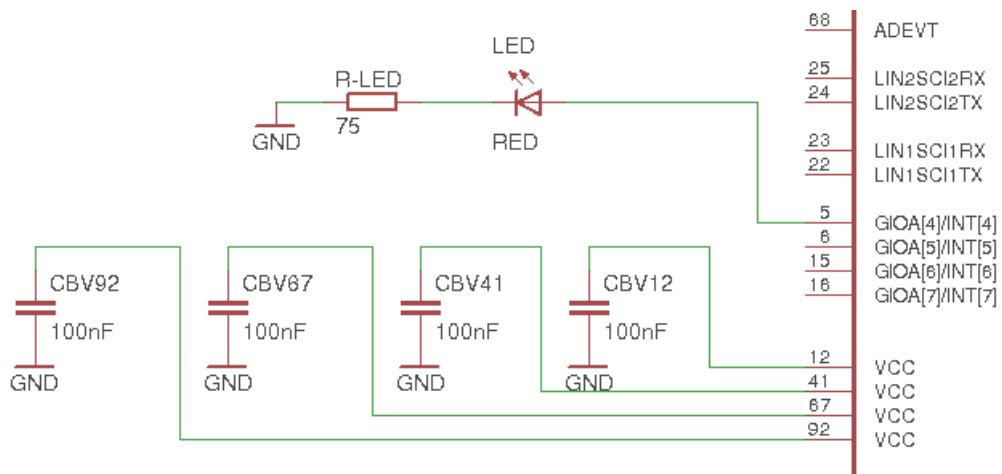 68 ADEVT
LED
25 LIN2SCI2RX
R-LED
24 LIN2SCI2TX
75
GND
RED
23 LIN1SCI1RX
22 LIN1SCI1TX
5 GIOA[4]/INT[4]
6 GIOA[5]/INT[5]
15 GIOA[6]/INT[6]
16 GIOA[7]/INT[7]
CBV92 CBV67 CBV41 CBV12
100nF 100nF 100nF 100nF
GND GND GND GND
12 VCC
41 VCC
67 VCC
92 VCC